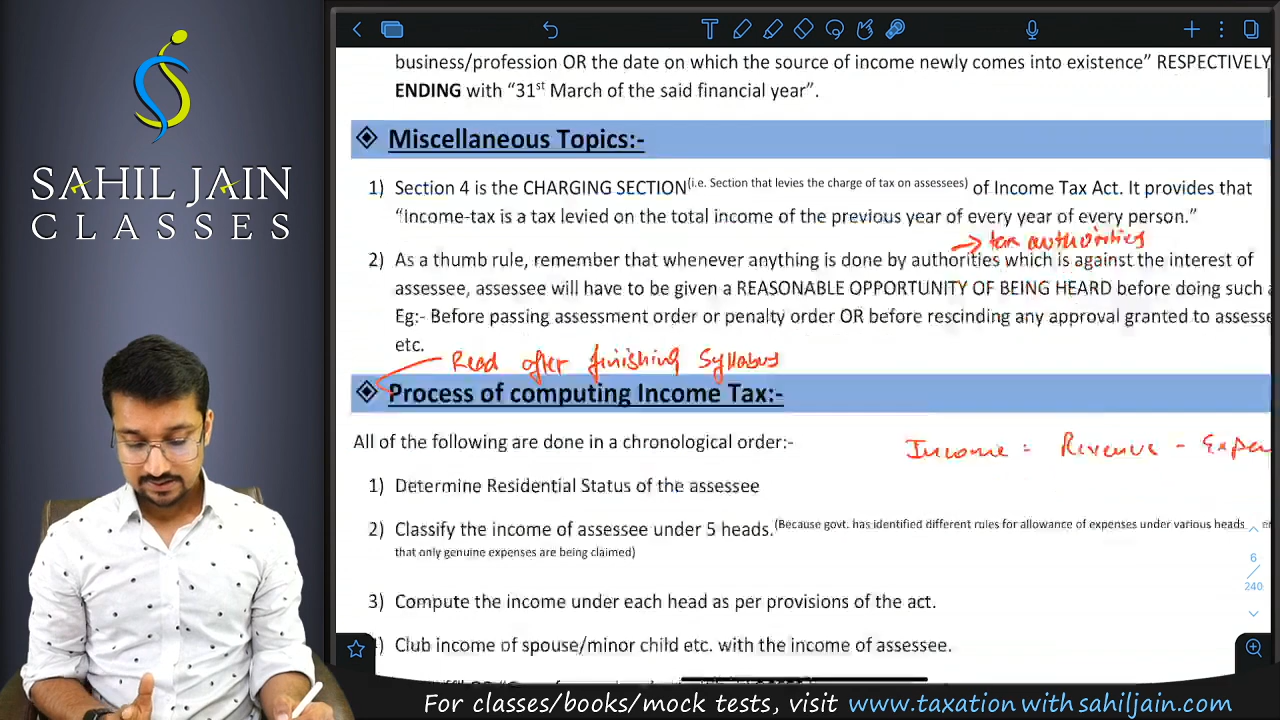 SAHIL JAIN
CLASSES
business/profession OR the date on which the source of income newly comes into existence” RESPECTIVELY
ENDING with “31st March of the said financial year”.
Miscellaneous Topics:-
1) Section 4 is the CHARGING SECTION(i.e. Section that levies the charge of tax on assessees) of Income Tax Act. It provides that
“Income-tax is a tax levied on the total income of the previous year of every year of every person.”
→ tax authorities
2) As a thumb rule, remember that whenever anything is done by authorities which is against the interest of
assessee, assessee will have to be given a REASONABLE OPPORTUNITY OF BEING HEARD before doing such
Eg:- Before passing assessment order or penalty order OR before rescinding any approval granted to
etc.
Read after finishing Syllabus
Process of computing Income Tax:-
All of the following are done in a chronological order:-
Income = Revenue -
1) Determine Residential Status of the assessee
2) Classify the income of assessee under 5 heads.(Because govt. has identified different rules for allowance of expenses under various heads
that only genuine expenses are being claimed)
6
/
240
3) Compute the income under each head as per provisions of the act.
4) Club income of spouse/minor child etc. with the income of assessee.
For classes/books/mock tests, visit www.taxationwithsahiljain.com